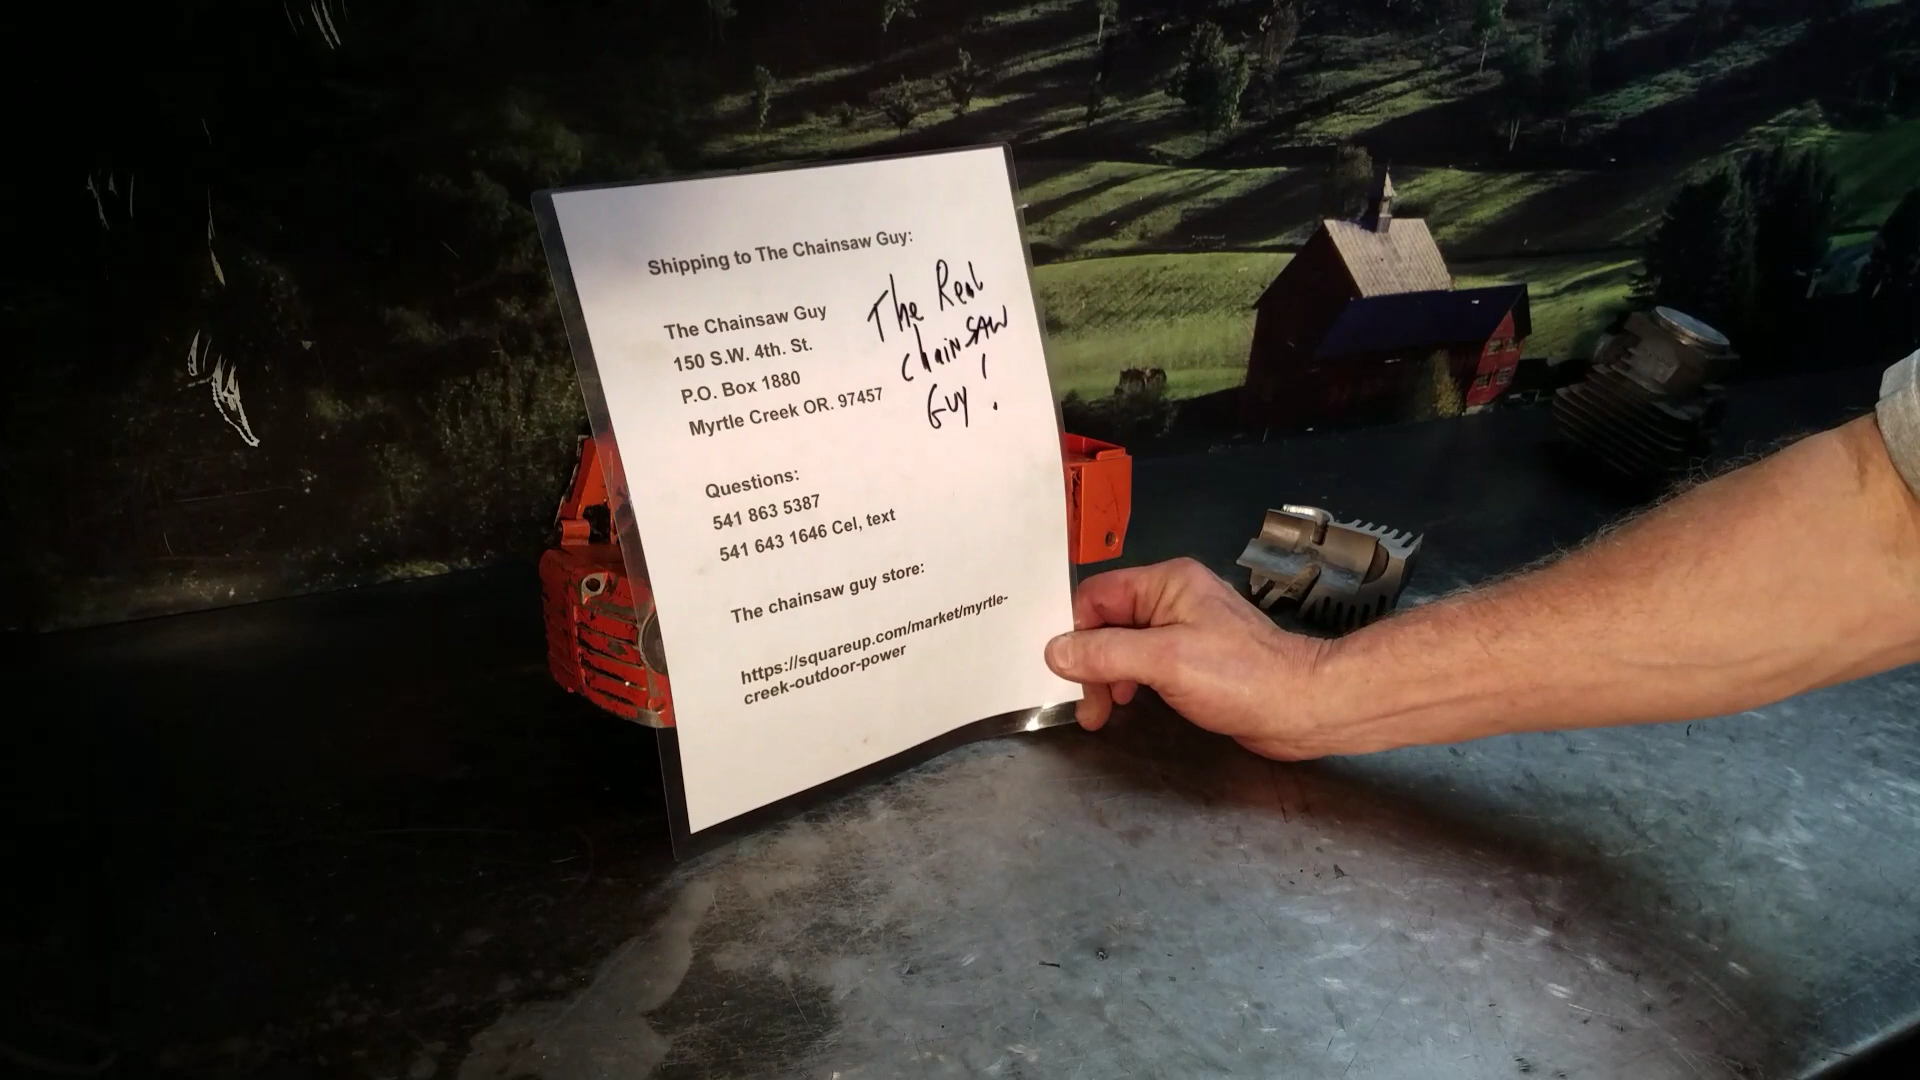 Shipping to The Chainsaw Guy:
The Chainsaw Guy
150 S.W. 4th. St.
P.O. Box 1880
Myrtle Creek OR. 97457
The Real
ChainSAW
Guy!
Questions:
541 863 5387
541 643 1646 Cel, text
The chainsaw guy store:
https://squareup.com/market/myrtle-
creek-outdoor-power